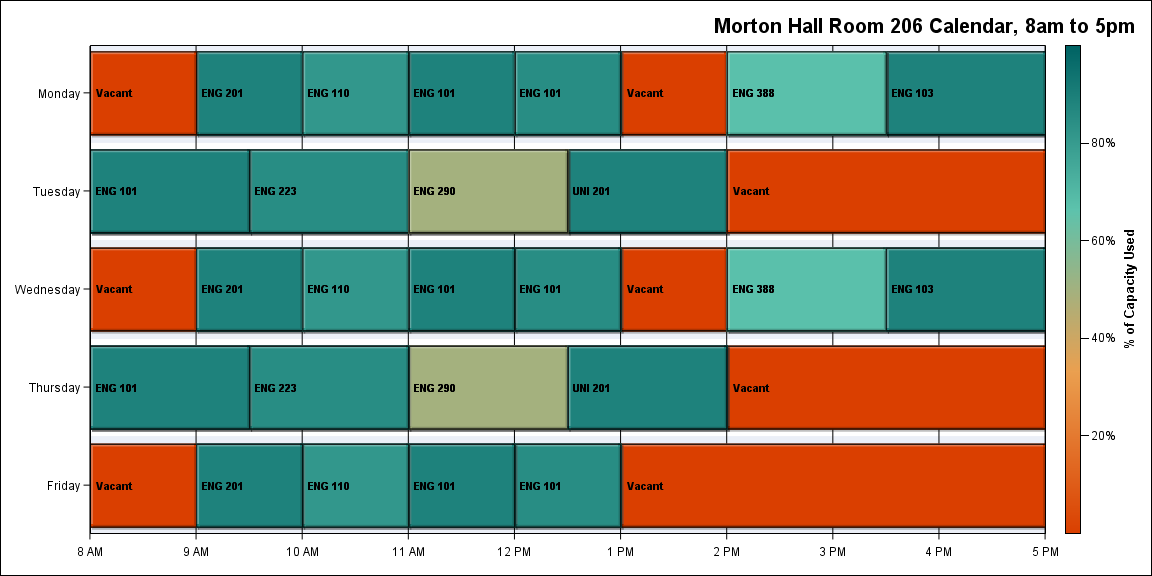 Morton Hall Room 206 Calendar, 8am to 5pm
Monday
Vacant
ENG 201
ENG 110
ENG 101
ENG 101
Vacant
ENG 388
ENG 103
Tuesday
ENG 101
ENG 223
ENG 290
UNI 201
Vacant
Wednesday
Vacant
ENG 201
ENG 110
ENG 101
ENG 101
Vacant
ENG 388
ENG 103
Thursday
ENG 101
ENG 223
ENG 290
UNI 201
Vacant
Friday
Vacant
ENG 201
ENG 110
ENG 101
ENG 101
Vacant
8 AM
9 AM
10 AM
11 AM
12 PM
1 PM
2 PM
3 PM
4 PM
5 PM
80%
60%
40%
20%
% of Capacity Used